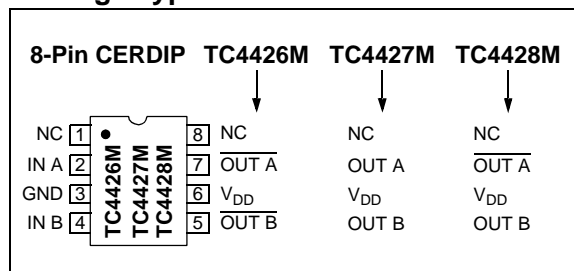 8-Pin CERDIP TC4426M TC4427M TC4428M
NC 1 8 NC NC NC
IN A 2 7 OUT A OUT A OUT A
GND 3 6 VDD VDD VDD
IN B 4 5 OUT B OUT B OUT B
TC4426M
TC4427M
TC4428M